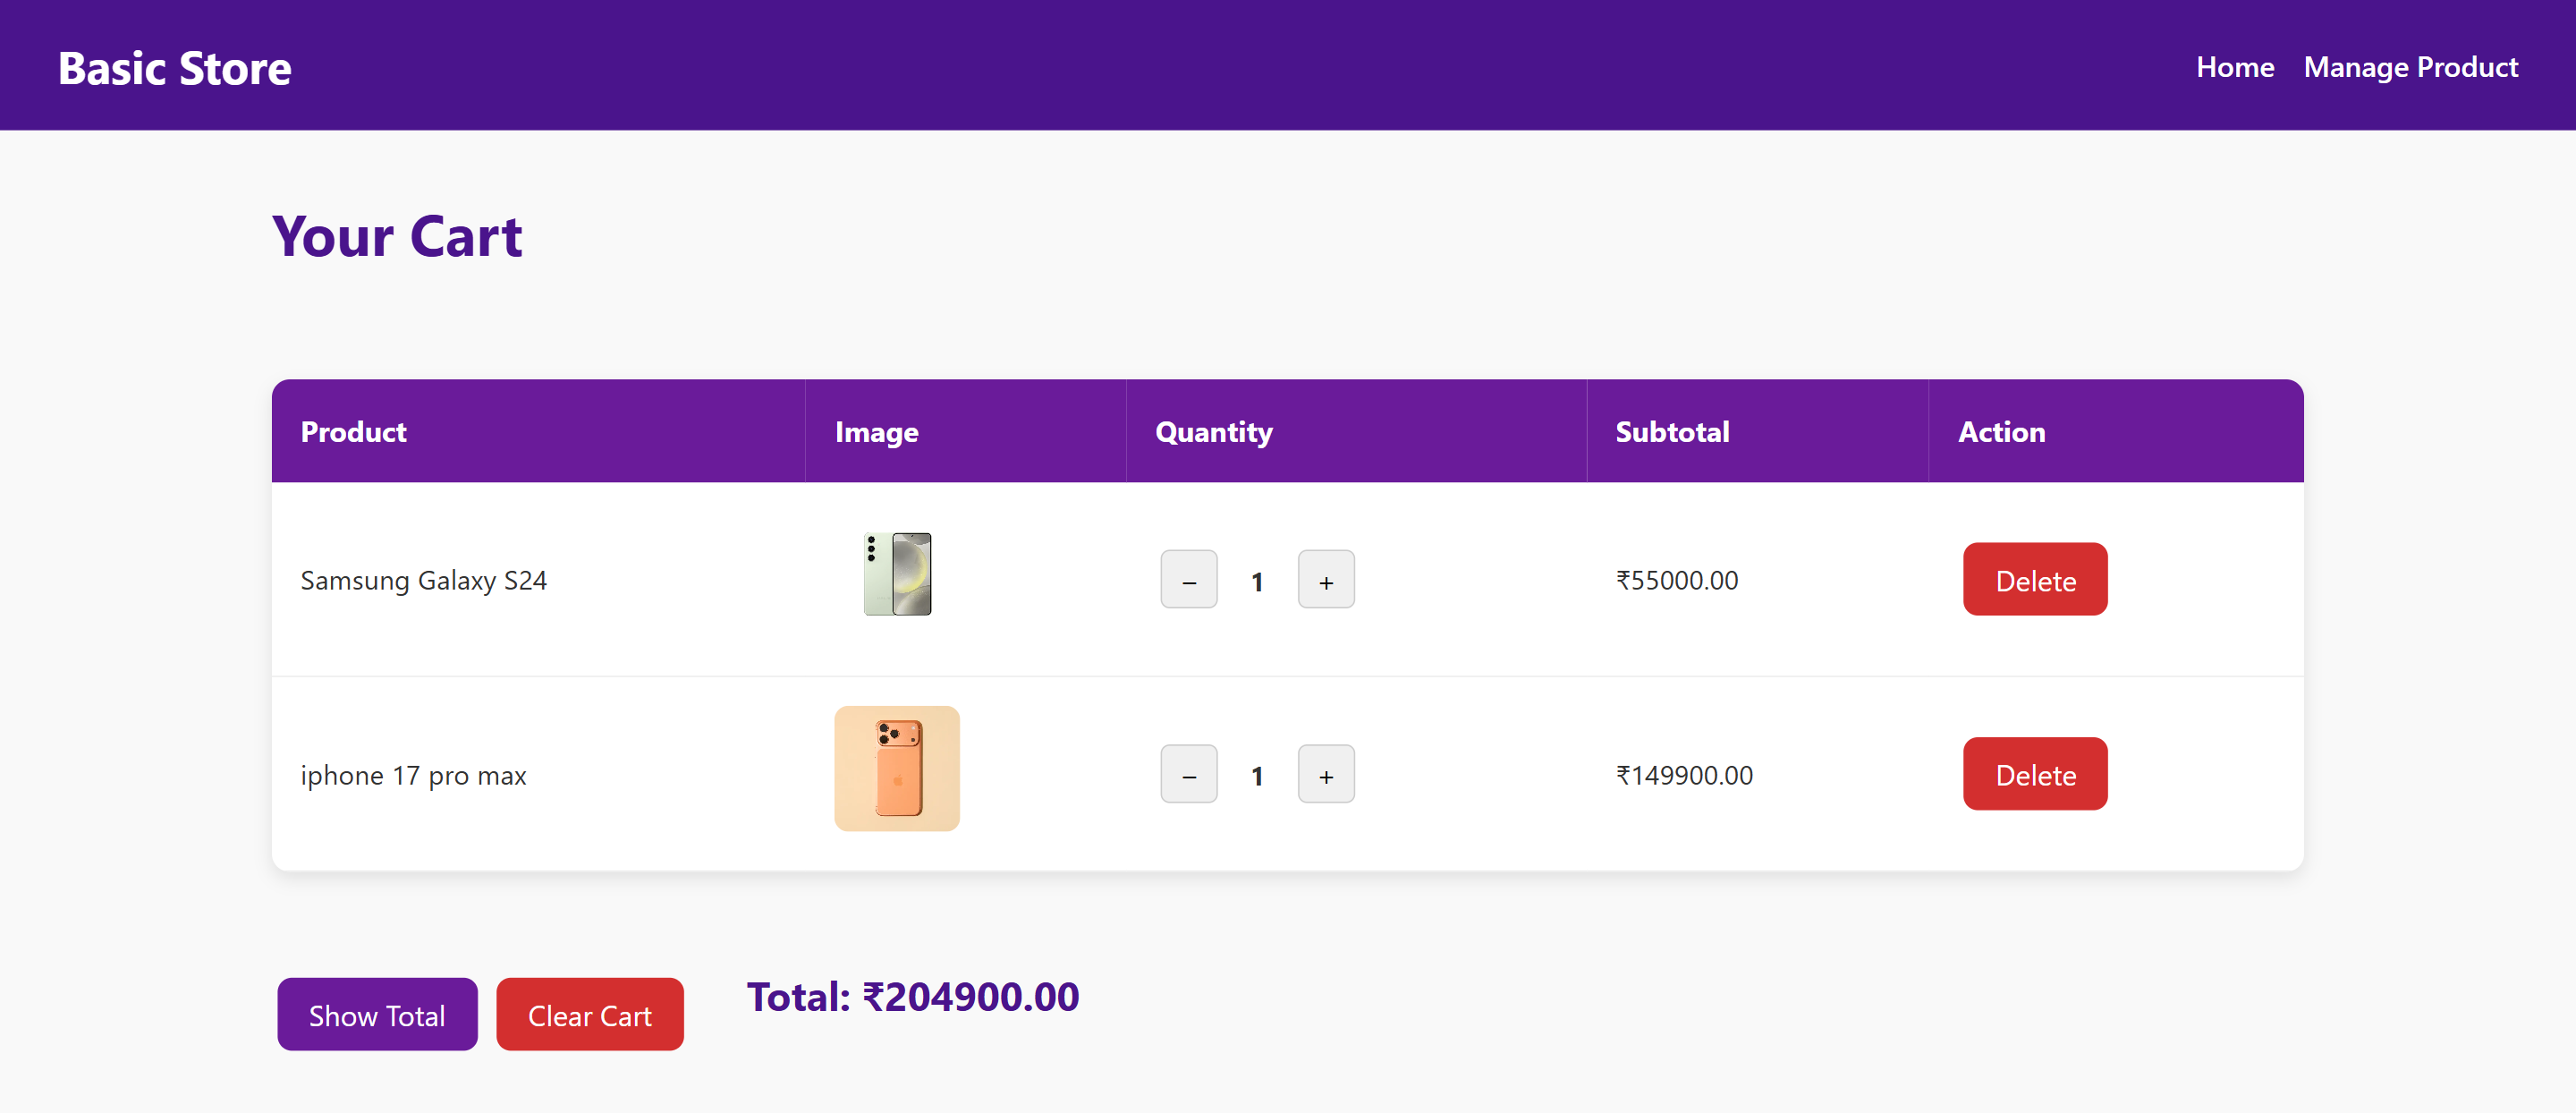 Basic Store
Home Manage Product
Your Cart
Product Image Quantity Subtotal Action
Samsung Galaxy S24 – 1 + ₹55000.00 Delete
iphone 17 pro max – 1 + ₹149900.00 Delete
Show Total Clear Cart Total: ₹204900.00